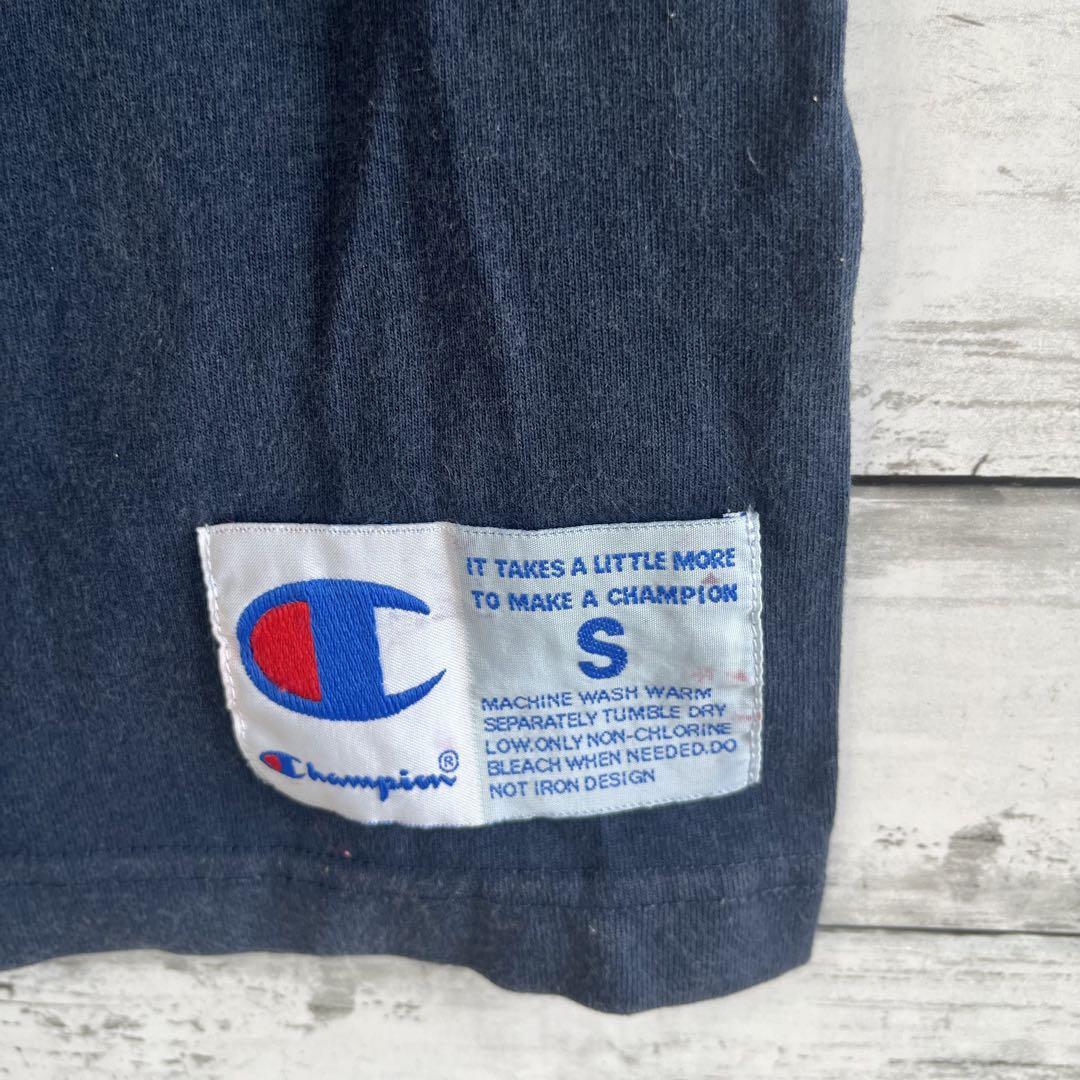 Champion®
IT TAKES A LITTLE MORE
TO MAKE A CHAMPION
S
MACHINE WASH WARM
SEPARATELY TUMBLE DRY
LOW.ONLY NON-CHLORINE
BLEACH WHEN NEEDED.DO
NOT IRON DESIGN